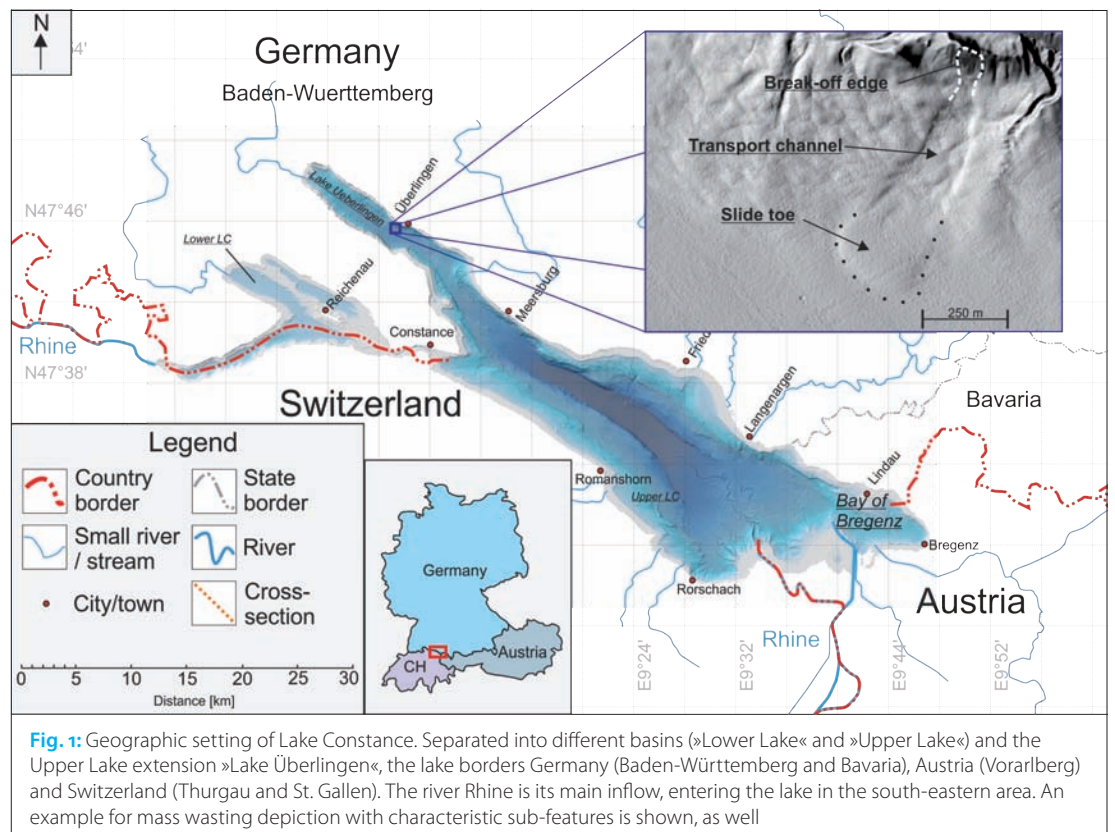 N
54'
Germany
Baden-Wuerttemberg
Break-off edge
Transport channel
Slide toe
250 m
N47°46'
Lake Ueberlingen
Überlingen
Lower LC
Reichenau
Meersburg
Constance
Fried
Rhine
N47°38'
Switzerland
Langenargen
Bavaria
Romanshorn
Upper LC
Lindau
Bay of
Bregenz
Bregenz
Rorschach
Austria
Rhine
E9°24'
E9°32'
E9°44'
E9°52'
Legend
Country
border
State
border
Small river
/ stream
River
City/town
Cross-
section
0 5 10 15 20 25 30
Distance [km]
Germany
Austria
CH
Fig. 1: Geographic setting of Lake Constance. Separated into different basins (»Lower Lake« and »Upper Lake«) and the
Upper Lake extension »Lake Überlingen«, the lake borders Germany (Baden-Württemberg and Bavaria), Austria (Vorarlberg)
and Switzerland (Thurgau and St. Gallen). The river Rhine is its main inflow, entering the lake in the south-eastern area. An
example for mass wasting depiction with characteristic sub-features is shown, as well